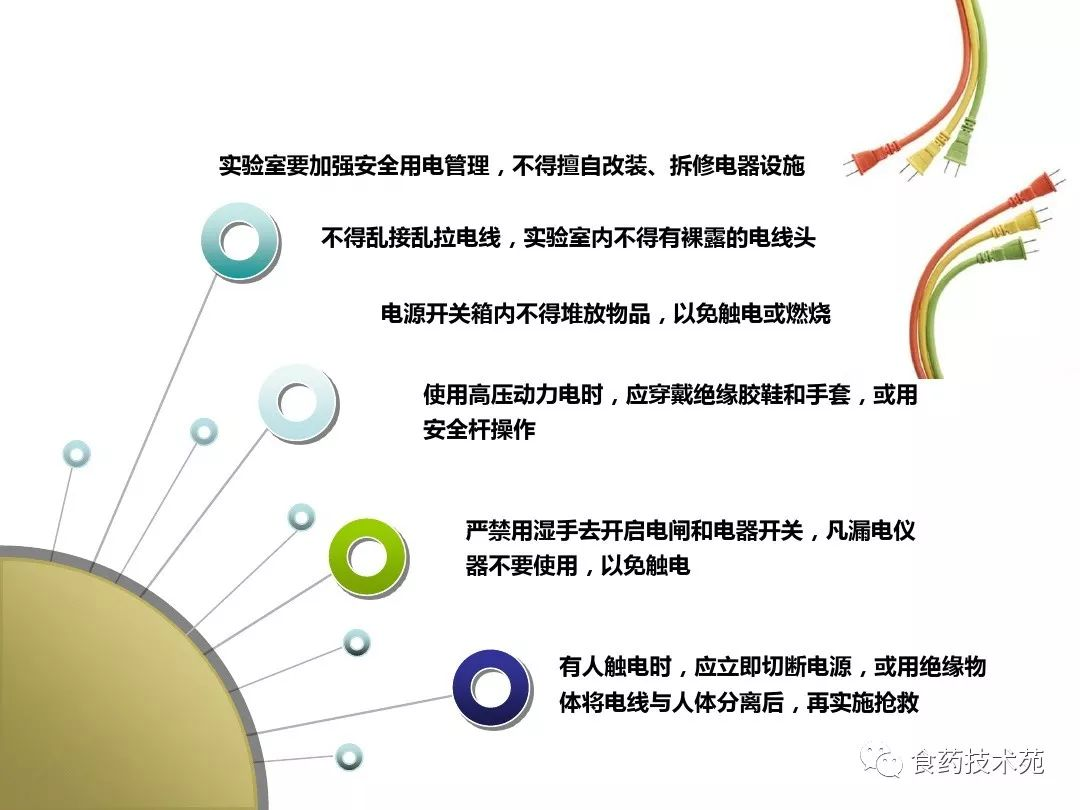 实验室要加强安全用电管理，不得擅自改装、拆修电器设施
不得乱接乱拉电线，实验室内不得有裸露的电线头
电源开关箱内不得堆放物品，以免触电或燃烧
使用高压动力电时，应穿戴绝缘胶鞋和手套，或用
安全杆操作
严禁用湿手去开启电闸和电器开关，凡漏电仪
器不要使用，以免触电
有人触电时，应立即切断电源，或用绝缘物
体将电线与人体分离后，再实施抢救
食药技术苑